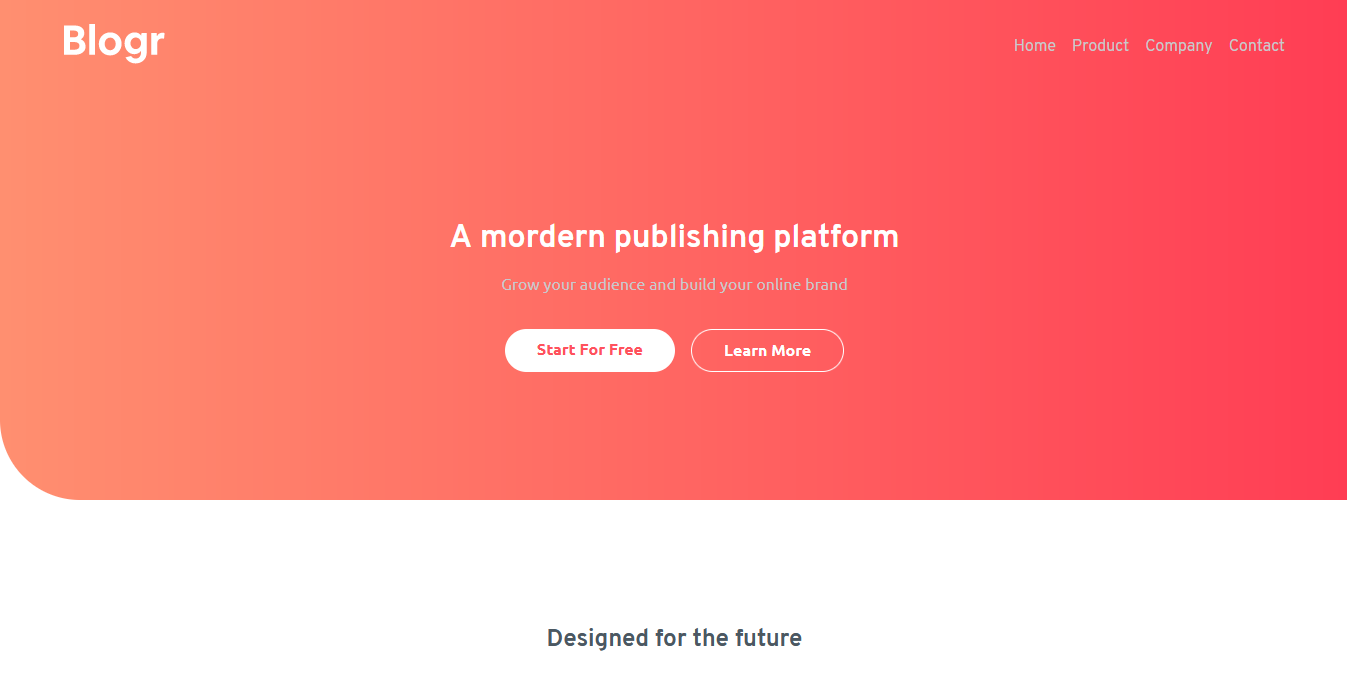 Blogr
Home Product Company Contact
A mordern publishing platform
Grow your audience and build your online brand
Start For Free Learn More
Designed for the future